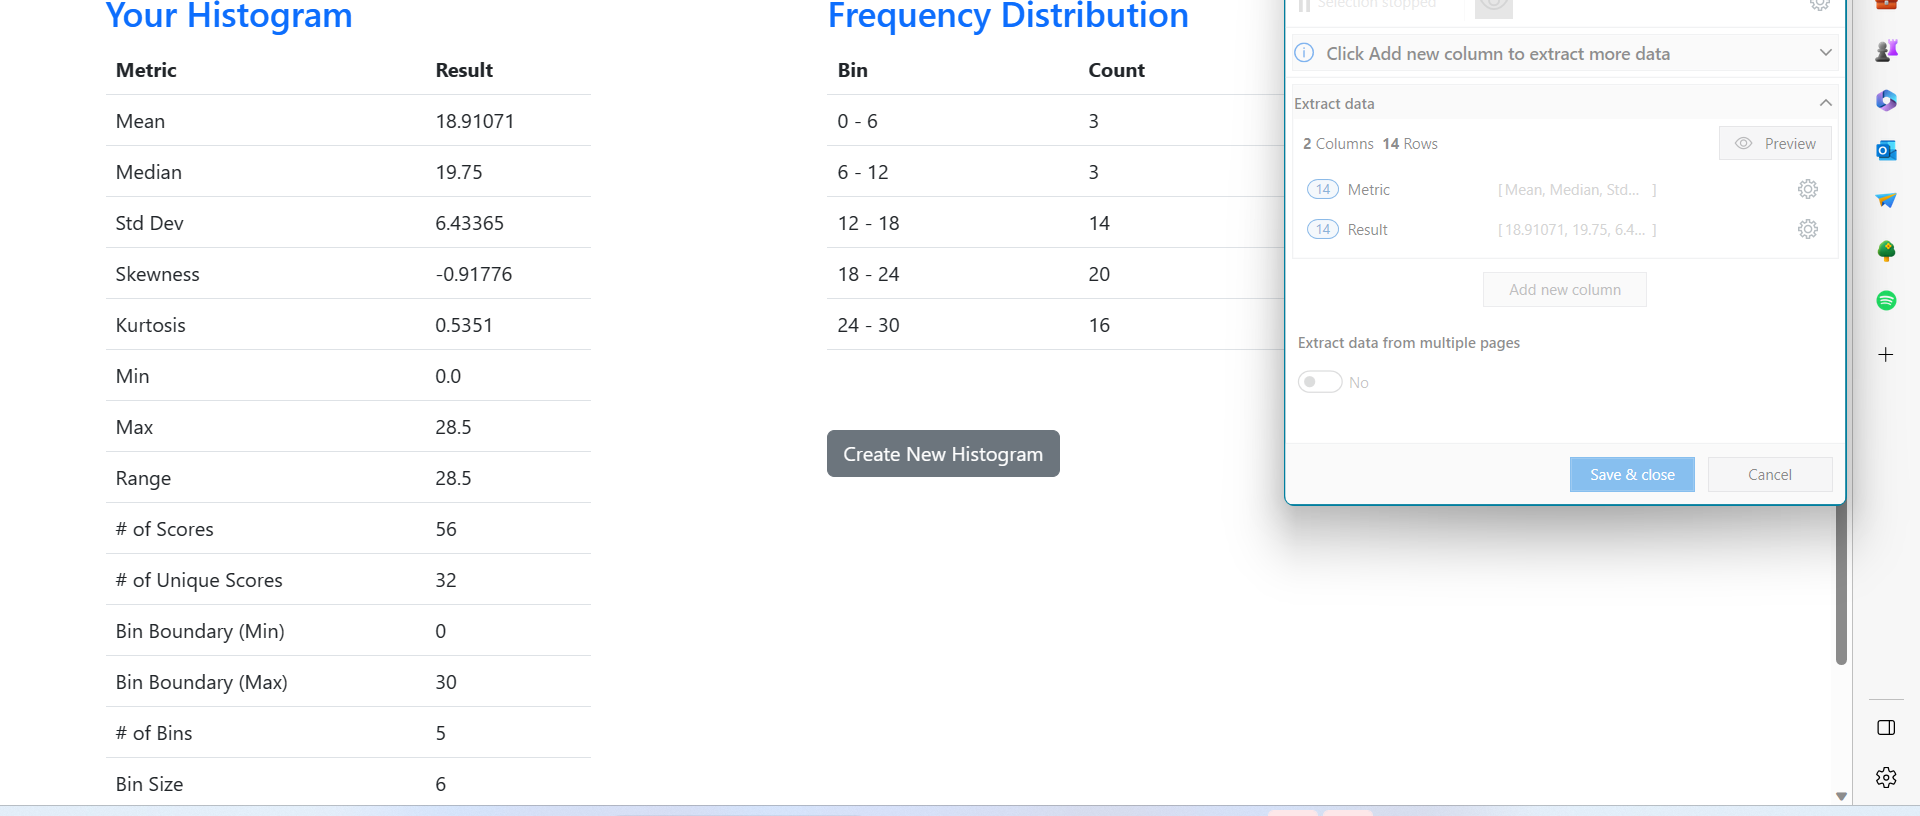 Your Histogram
Metric Result
Mean 18.91071
Median 19.75
Std Dev 6.43365
Skewness -0.91776
Kurtosis 0.5351
Min 0.0
Max 28.5
Range 28.5
# of Scores 56
# of Unique Scores 32
Bin Boundary (Min) 0
Bin Boundary (Max) 30
# of Bins 5
Bin Size 6
Frequency Distribution
Bin Count
0 - 6 3
6 - 12 3
12 - 18 14
18 - 24 20
24 - 30 16
Create New Histogram
Selection stopped
Click Add new column to extract more data
Extract data
2 Columns 14 Rows
Preview
14 Metric [ Mean, Median, Std... ]
14 Result [ 18.91071, 19.75, 6.4... ]
Add new column
Extract data from multiple pages
No
Save & close Cancel